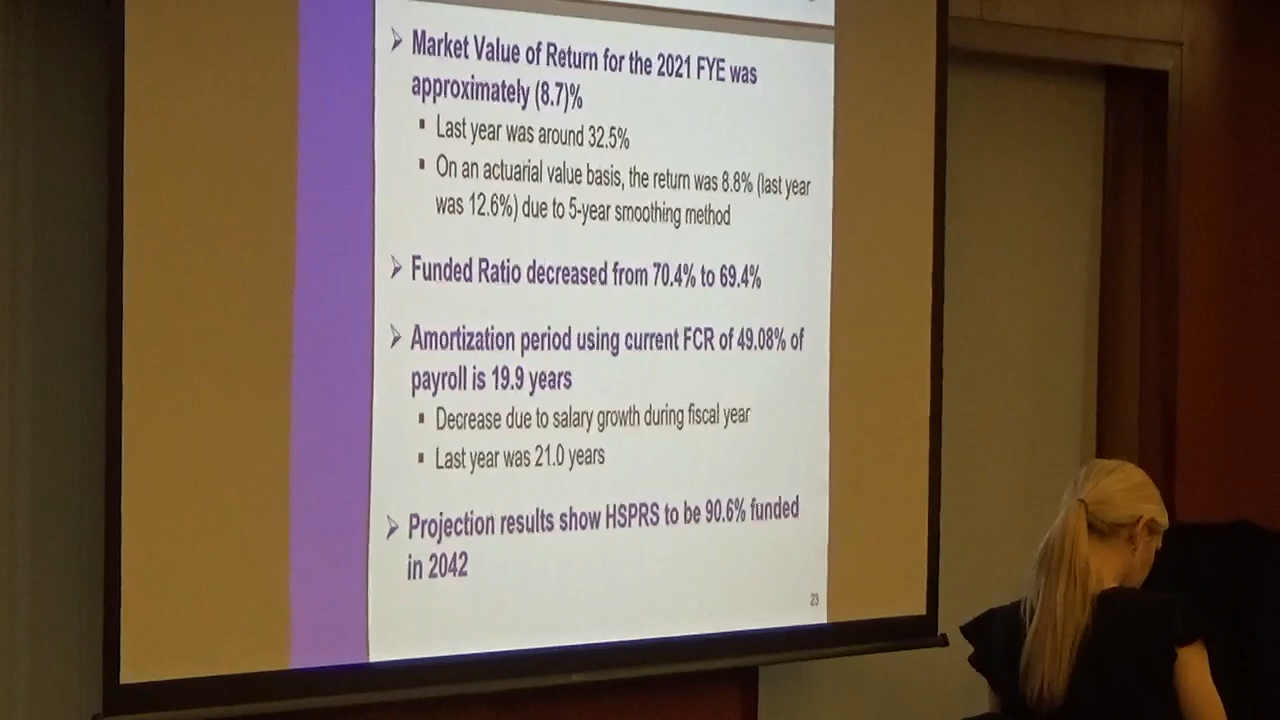 Market Value of Return for the 2021 FYE was
approximately (8.7)%
Last year was around 32.5%
On an actuarial value basis, the return was 8.8% (last year
was 12.6%) due to 5-year smoothing method
Funded Ratio decreased from 70.4% to 69.4%
Amortization period using current FCR of 49.08% of
payroll is 19.9 years
Decrease due to salary growth during fiscal year
Last year was 21.0 years
Projection results show HSPRS to be 90.6% funded
in 2042
23